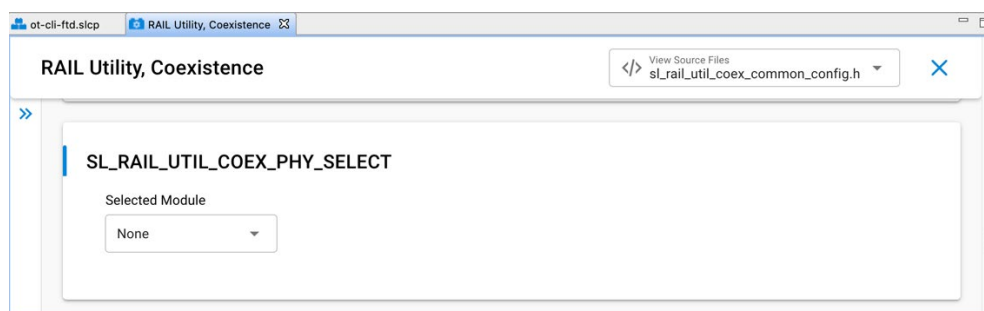 ot-cli-ftd.slcp
RAIL Utility, Coexistence
RAIL Utility, Coexistence
View Source Files
sl_rail_util_coex_common_config.h
SL_RAIL_UTIL_COEX_PHY_SELECT
Selected Module
None